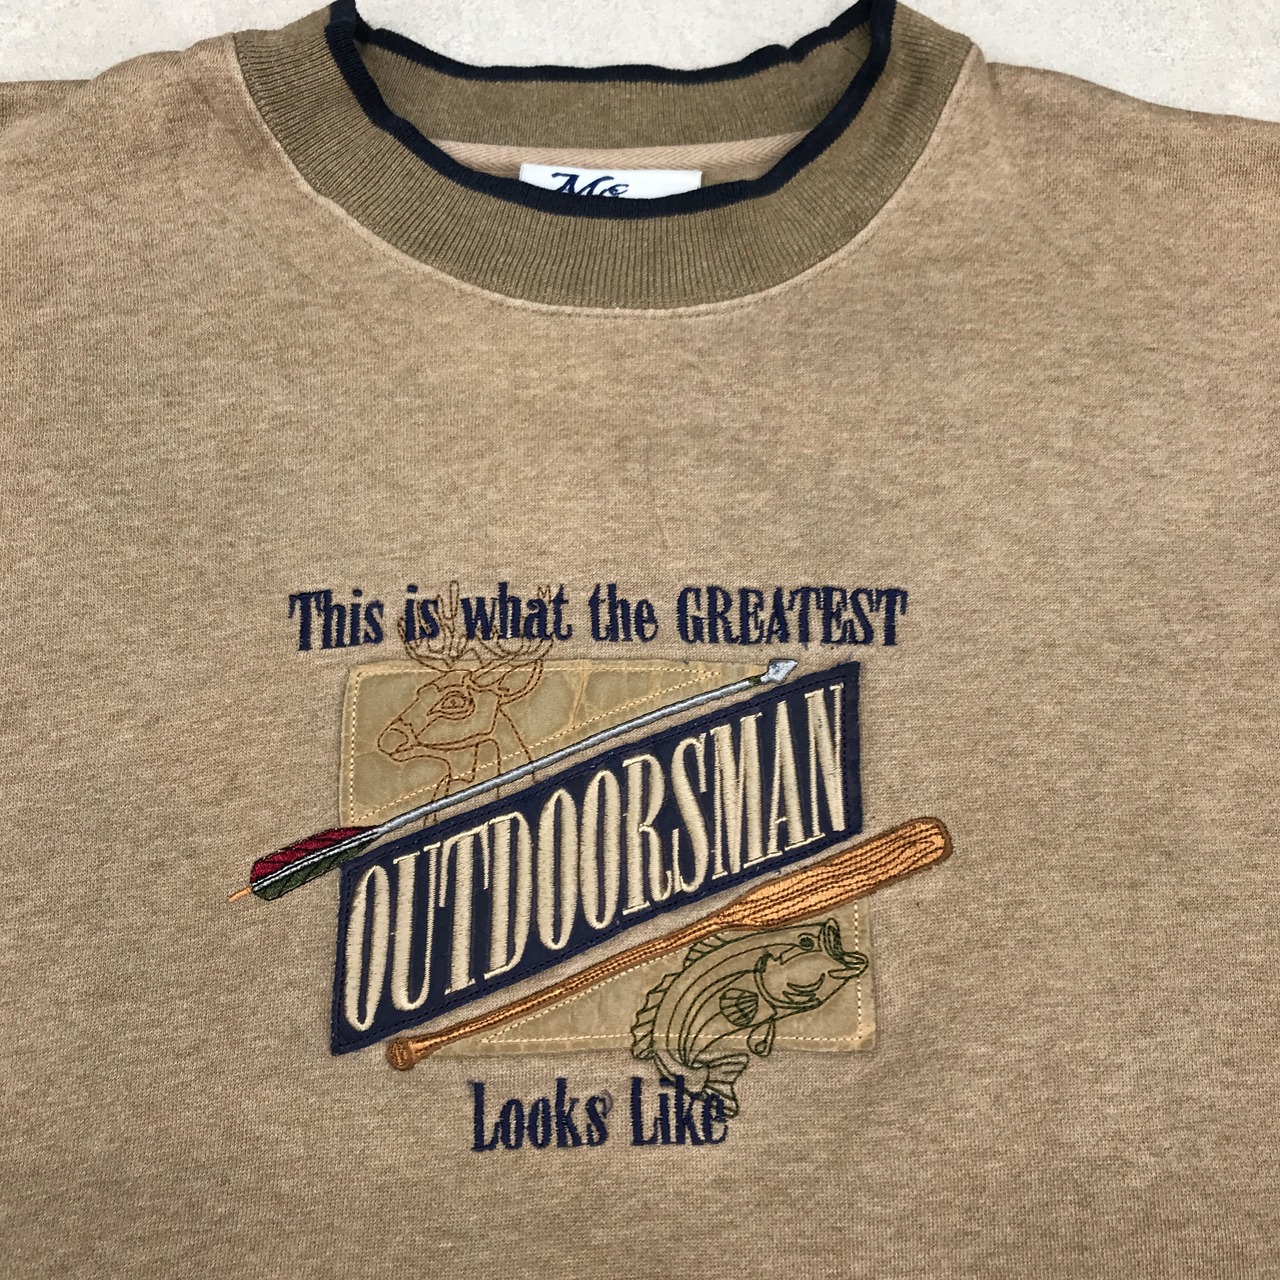 This is what the GREATEST
OUTDOORSMAN
Looks Like